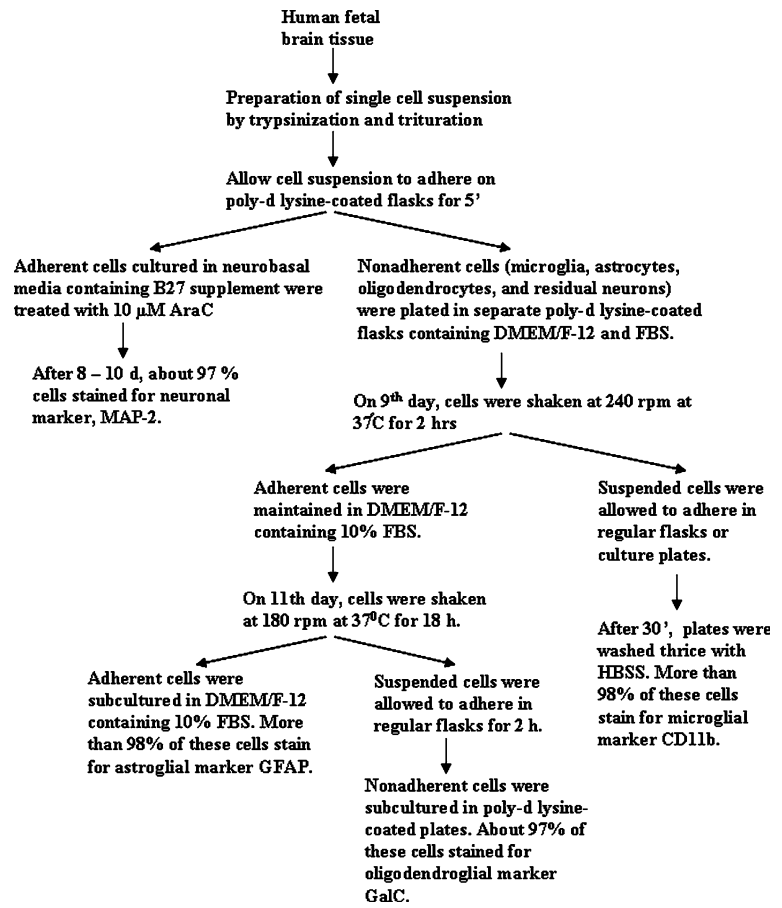 Human fetal
brain tissue
Preparation of single cell suspension
by trypsinization and trituration
Allow cell suspension to adhere on
poly-d lysine-coated flasks for 5’
Adherent cells cultured in neurobasal
media containing B27 supplement were
treated with 10 µM AraC
After 8 – 10 d, about 97 %
cells stained for neuronal
marker, MAP-2.
Nonadherent cells (microglia, astrocytes,
oligodendrocytes, and residual neurons)
were plated in separate poly-d lysine-coated
flasks containing DMEM/F-12 and FBS.
On 9th day, cells were shaken at 240 rpm at
37°C for 2 hrs
Adherent cells were
maintained in DMEM/F-12
containing 10% FBS.
On 11th day, cells were shaken
at 180 rpm at 37⁰C for 18 h.
Adherent cells were
subcultured in DMEM/F-12
containing 10% FBS. More
than 98% of these cells stain
for astroglial marker GFAP.
Suspended cells were
allowed to adhere in
regular flasks for 2 h.
Nonadherent cells were
subcultured in poly-d lysine-
coated plates. About 97% of
these cells stained for
oligodendroglial marker
GalC.
Suspended cells were
allowed to adhere in
regular flasks or
culture plates.
After 30’, plates were
washed thrice with
HBSS. More than
98% of these cells
stain for microglial
marker CD11b.